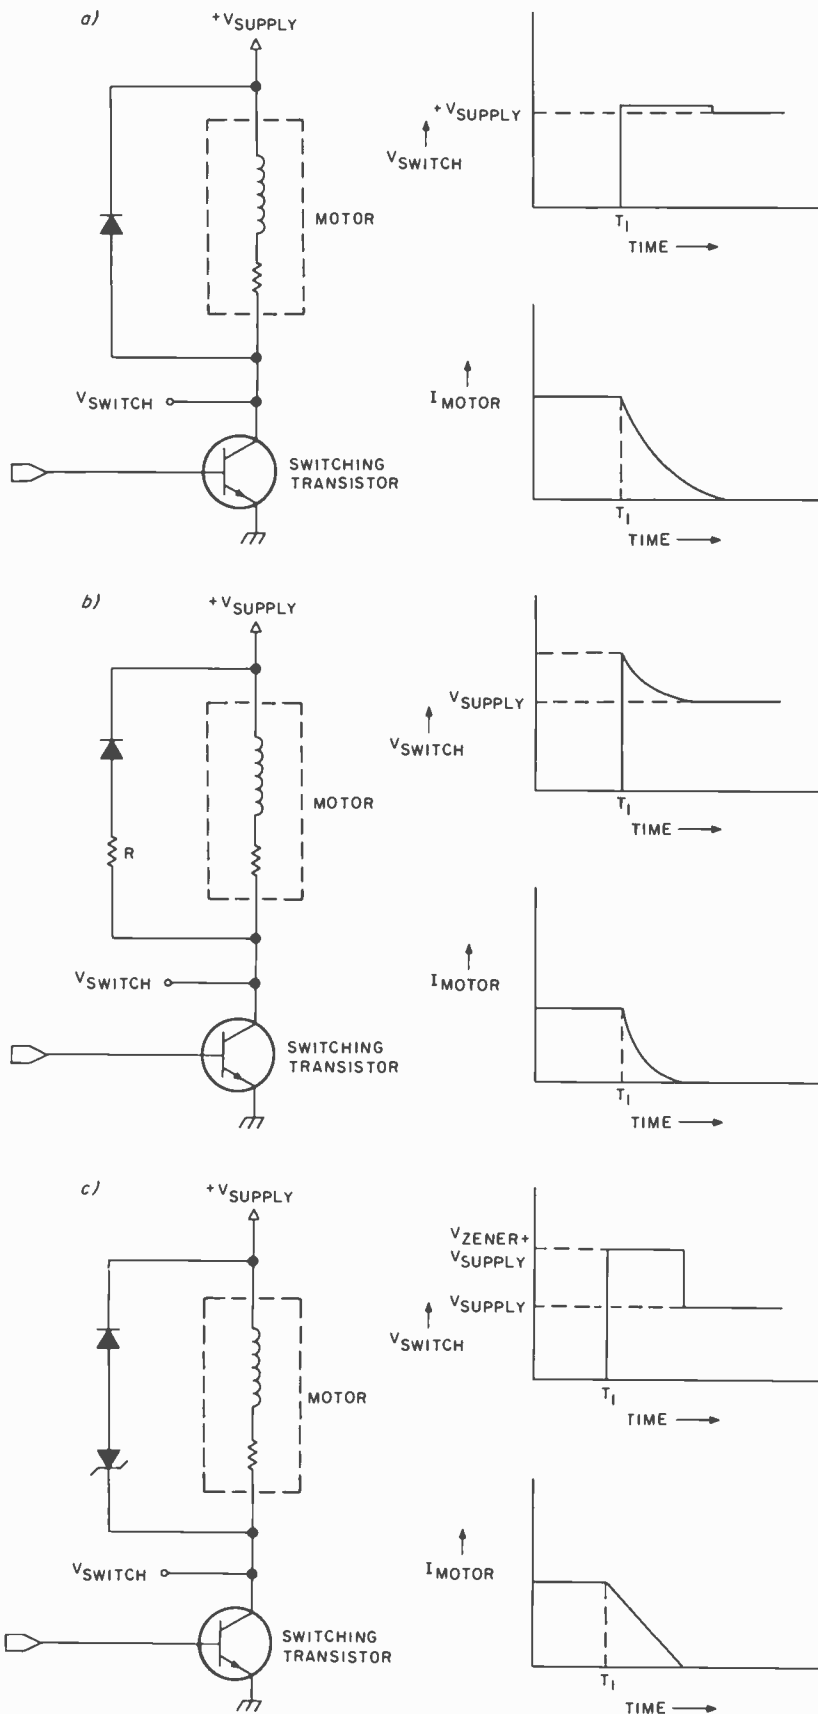 a)
+VSUPPLY
MOTOR
VSWITCH
SWITCHING
TRANSISTOR
+VSUPPLY
VSWITCH
T1
TIME
IMOTOR
T1
TIME
b)
+VSUPPLY
MOTOR
R
VSWITCH
SWITCHING
TRANSISTOR
VSUPPLY
VSWITCH
T1
TIME
IMOTOR
T1
TIME
c)
+VSUPPLY
MOTOR
VSWITCH
SWITCHING
TRANSISTOR
VZENER+
VSUPPLY
VSUPPLY
VSWITCH
T1
TIME
IMOTOR
T1
TIME